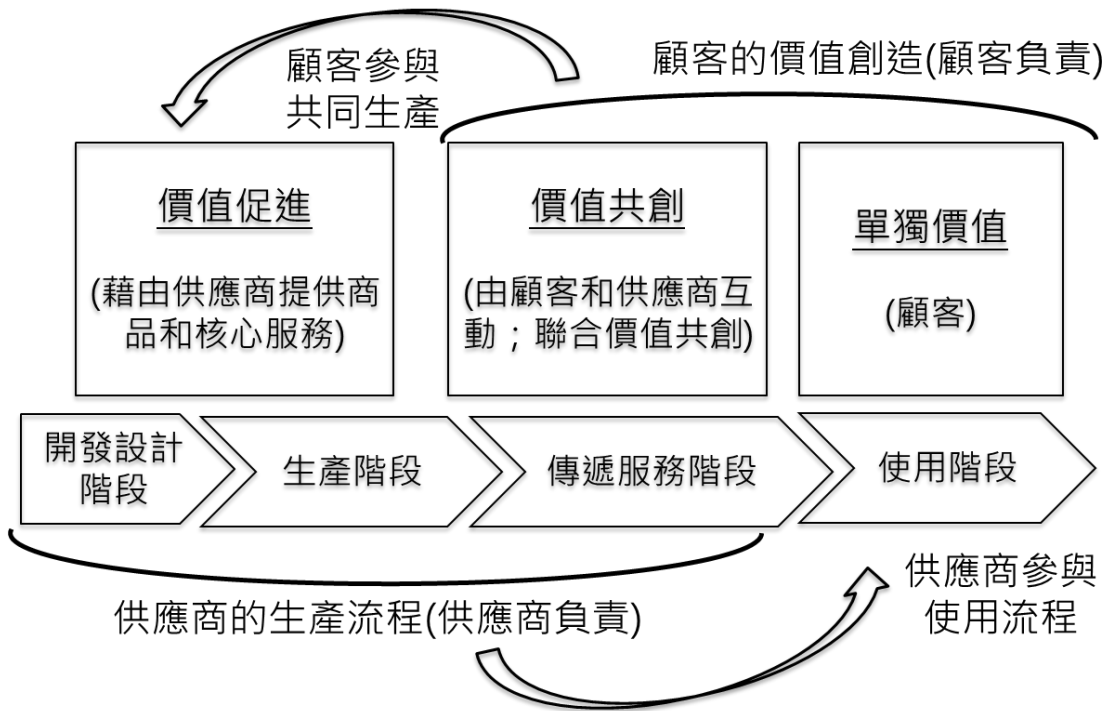 顧客參與
共同生產
顧客的價值創造(顧客負責)
價值促進
(藉由供應商提供商
品和核心服務)
價值共創
(由顧客和供應商互
動；聯合價值共創)
單獨價值
(顧客)
開發設計
階段
生產階段
傳遞服務階段
使用階段
供應商的生產流程(供應商負責)
供應商參與
使用流程